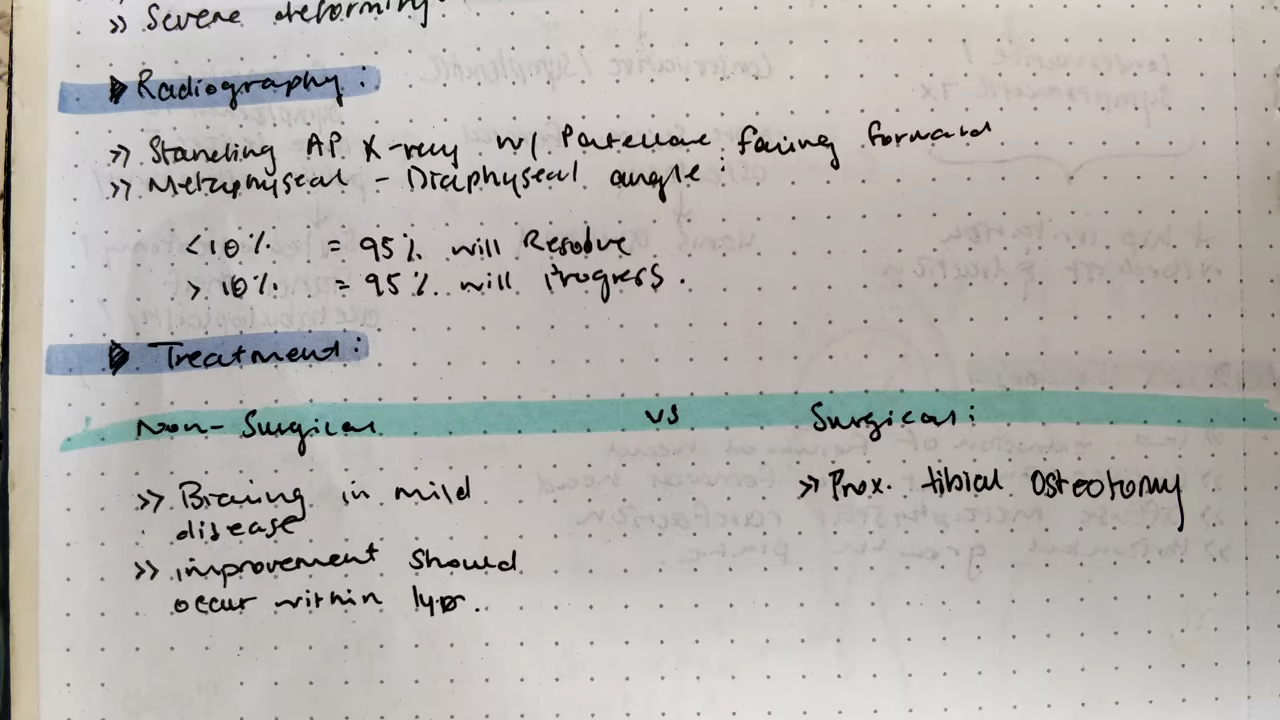 >> Severe deformity.
Radiography:
>> Standing AP X-ray w/ Patellae facing forward
>> Metaphyseal - Diaphyseal angle:
<10% = 95% will Resolve
> 10% = 95% will Progress.
Treatment:
Non-Surgical vs Surgical:
>> Bracing in mild
disease
>> improvement should
occur within 1yr.
>> Prox. tibial Osteotomy